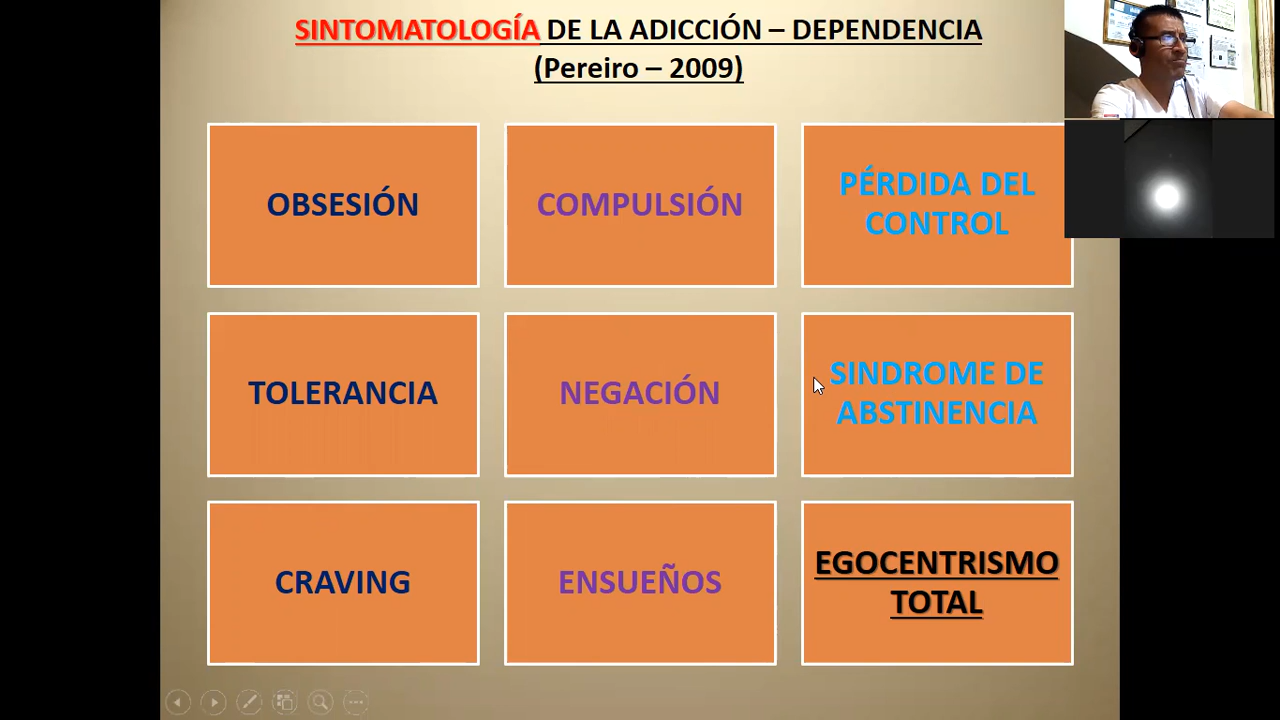 SINTOMATOLOGÍA DE LA ADICCIÓN – DEPENDENCIA
(Pereiro – 2009)
OBSESIÓN
COMPULSIÓN
PÉRDIDA DEL
CONTROL
TOLERANCIA
NEGACIÓN
SINDROME DE
ABSTINENCIA
CRAVING
ENSUEÑOS
EGOCENTRISMO
TOTAL